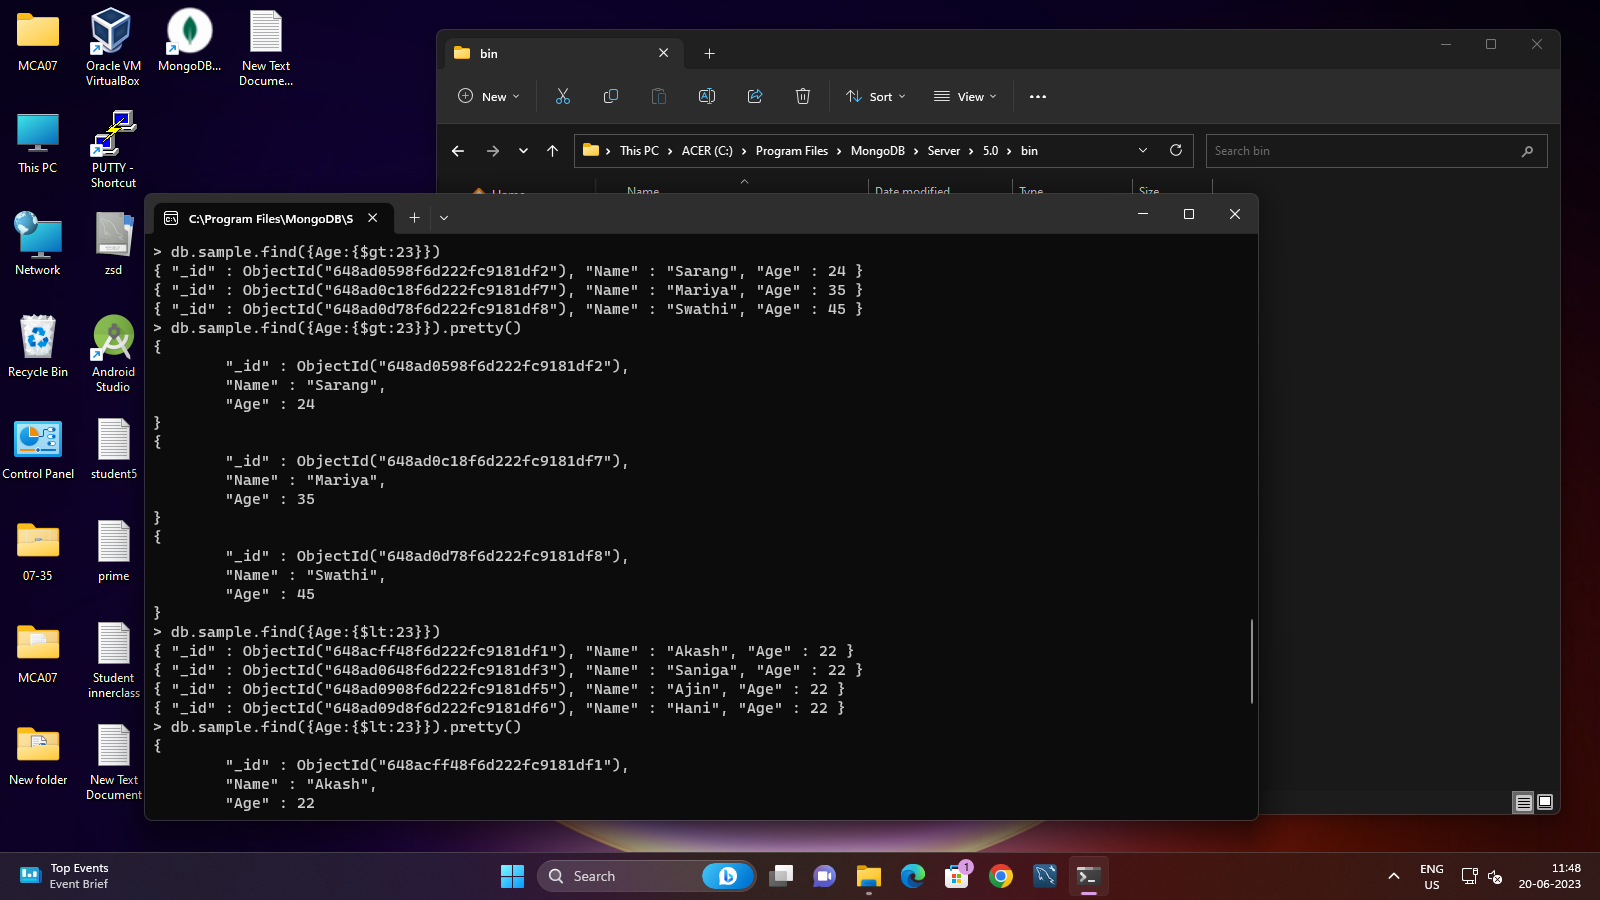 MCA07
Oracle VM
VirtualBox
MongoDB...
New Text
Docume...
This PC
PUTTY -
Shortcut
Network
zsd
Recycle Bin
Android
Studio
Control Panel
student5
07-35
prime
MCA07
Student
innerclass
New folder
New Text
Document
bin
New
Sort
View
This PC > ACER (C:) > Program Files > MongoDB > Server > 5.0 > bin
Search bin
Home
Name
Date modified
Type
Size
C:\Program Files\MongoDB\S
> db.sample.find({Age:{$gt:23}})
{ "_id" : ObjectId("648ad0598f6d222fc9181df2"), "Name" : "Sarang", "Age" : 24 }
{ "_id" : ObjectId("648ad0c18f6d222fc9181df7"), "Name" : "Mariya", "Age" : 35 }
{ "_id" : ObjectId("648ad0d78f6d222fc9181df8"), "Name" : "Swathi", "Age" : 45 }
> db.sample.find({Age:{$gt:23}}).pretty()
{
"_id" : ObjectId("648ad0598f6d222fc9181df2"),
"Name" : "Sarang",
"Age" : 24
}
{
"_id" : ObjectId("648ad0c18f6d222fc9181df7"),
"Name" : "Mariya",
"Age" : 35
}
{
"_id" : ObjectId("648ad0d78f6d222fc9181df8"),
"Name" : "Swathi",
"Age" : 45
}
> db.sample.find({Age:{$lt:23}})
{ "_id" : ObjectId("648acff48f6d222fc9181df1"), "Name" : "Akash", "Age" : 22 }
{ "_id" : ObjectId("648ad0648f6d222fc9181df3"), "Name" : "Saniga", "Age" : 22 }
{ "_id" : ObjectId("648ad0908f6d222fc9181df5"), "Name" : "Ajin", "Age" : 22 }
{ "_id" : ObjectId("648ad09d8f6d222fc9181df6"), "Name" : "Hani", "Age" : 22 }
> db.sample.find({Age:{$lt:23}}).pretty()
{
"_id" : ObjectId("648acff48f6d222fc9181df1"),
"Name" : "Akash",
"Age" : 22
Top Events
Event Brief
Search
1
ENG
US
11:48
20-06-2023